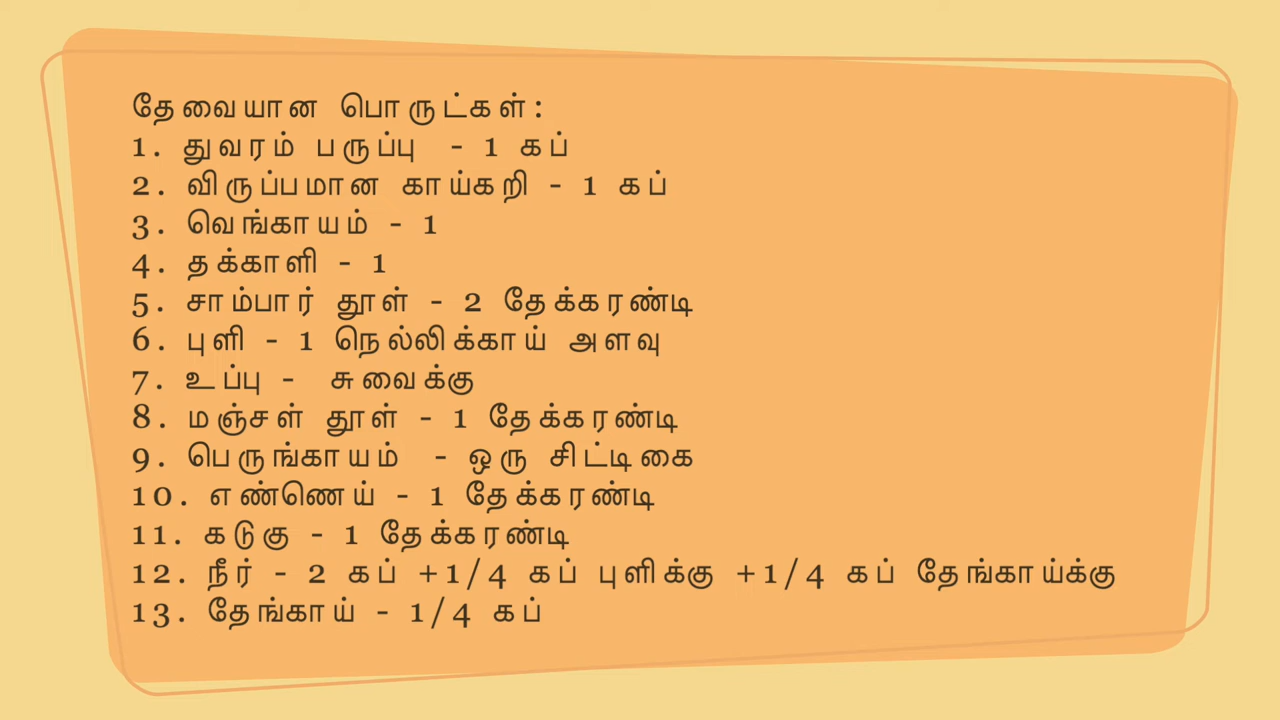 தேவையான பொருட்கள்:
1. துவரம் பருப்பு - 1 கப்
2. விருப்பமான காய்கறி - 1 கப்
3. வெங்காயம் - 1
4. தக்காளி - 1
5. சாம்பார் தூள் - 2 தேக்கரண்டி
6. புளி - 1 நெல்லிக்காய் அளவு
7. உப்பு - சுவைக்கு
8. மஞ்சள் தூள் - 1 தேக்கரண்டி
9. பெருங்காயம் - ஒரு சிட்டிகை
10. எண்ணெய் - 1 தேக்கரண்டி
11. கடுகு - 1 தேக்கரண்டி
12. நீர் - 2 கப் +1/4 கப் புளிக்கு +1/4 கப் தேங்காய்க்கு
13. தேங்காய் - 1/4 கப்